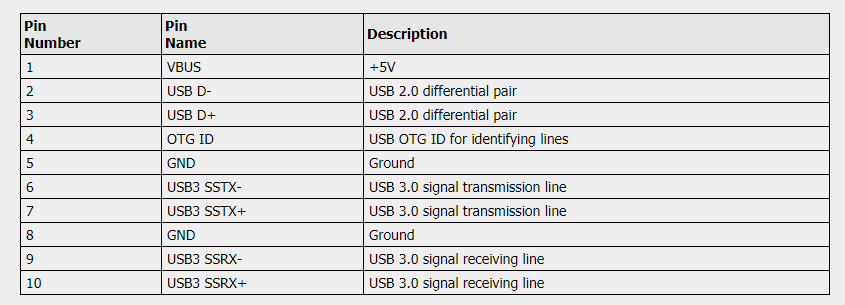 Pin Number Pin Name Description
1 VBUS +5V
2 USB D- USB 2.0 differential pair
3 USB D+ USB 2.0 differential pair
4 OTG ID USB OTG ID for identifying lines
5 GND Ground
6 USB3 SSTX- USB 3.0 signal transmission line
7 USB3 SSTX+ USB 3.0 signal transmission line
8 GND Ground
9 USB3 SSRX- USB 3.0 signal receiving line
10 USB3 SSRX+ USB 3.0 signal receiving line